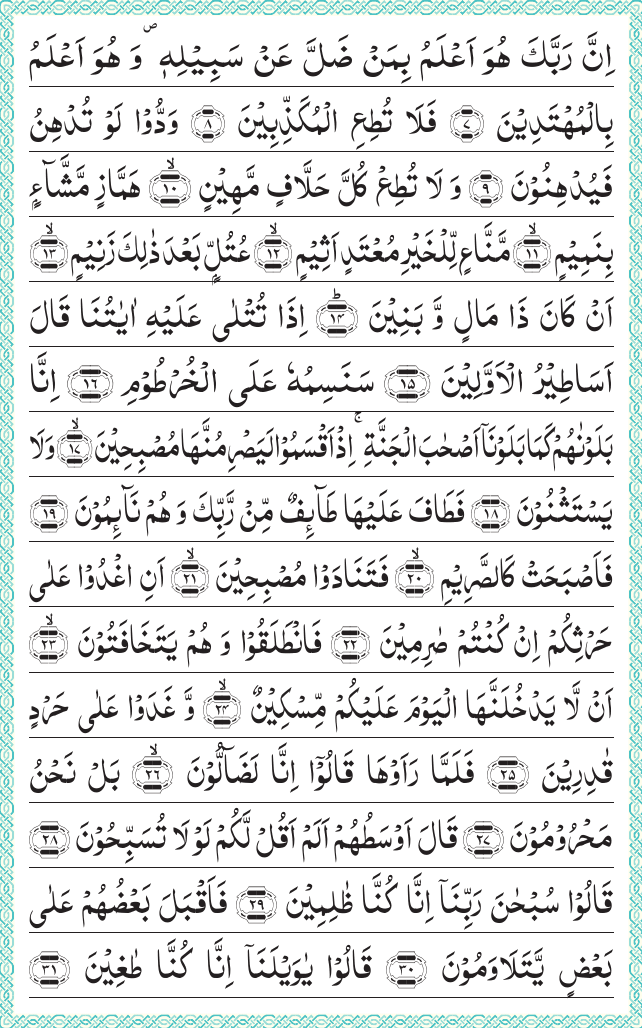 اِنَّ رَبَّكَ هُوَ اَعْلَمُ بِمَنْ ضَلَّ عَنْ سَبِیْلِهٖ ۪ وَ هُوَ اَعْلَمُ
بِالْمُهْتَدِیْنَ ﴿۷﴾ فَلَا تُطِعِ الْمُكَذِّبِیْنَ ﴿۸﴾ وَدُّوْا لَوْ تُدْهِنُ
فَیُدْهِنُوْنَ ﴿۹﴾ وَ لَا تُطِعْ كُلَّ حَلَّافٍ مَّهِیْنٍ ﴿۱۰﴾ۙ هَمَّازٍ مَّشَّآءٍۭ
بِنَمِیْمٍ ﴿۱۱﴾ۙ مَّنَّاعٍ لِّلْخَیْرِ مُعْتَدٍ اَثِیْمٍ ﴿۱۲﴾ۙ عُتُلٍّۭ بَعْدَ ذٰلِكَ زَنِیْمٍ ﴿۱۳﴾ۙ
اَنْ كَانَ ذَا مَالٍ وَّ بَنِیْنَ ﴿۱۴﴾ؕ اِذَا تُتْلٰی عَلَیْهِ اٰیٰتُنَا قَالَ
اَسَاطِیْرُ الْاَوَّلِیْنَ ﴿۱۵﴾ سَنَسِمُهٗ عَلَی الْخُرْطُوْمِ ﴿۱۶﴾ اِنَّا
بَلَوْنٰهُمْ كَمَا بَلَوْنَاۤ اَصْحٰبَ الْجَنَّةِ ۚ اِذْ اَقْسَمُوْا لَیَصْرِمُنَّهَا مُصْبِحِیْنَ ﴿۱۷﴾ۙ وَ لَا
یَسْتَثْنُوْنَ ﴿۱۸﴾ فَطَافَ عَلَیْهَا طَآىِٕفٌ مِّنْ رَّبِّكَ وَ هُمْ نَآىِٕمُوْنَ ﴿۱۹﴾
فَاَصْبَحَتْ كَالصَّرِیْمِ ﴿۲۰﴾ۙ فَتَنَادَوْا مُصْبِحِیْنَ ﴿۲۱﴾ۙ اَنِ اغْدُوْا عَلٰی
حَرْثِكُمْ اِنْ كُنْتُمْ صٰرِمِیْنَ ﴿۲۲﴾ فَانْطَلَقُوْا وَ هُمْ یَتَخَافَتُوْنَ ﴿۲۳﴾ۙ
اَنْ لَّا یَدْخُلَنَّهَا الْیَوْمَ عَلَیْكُمْ مِّسْكِیْنٌ ﴿۲۴﴾ۙ وَّ غَدَوْا عَلٰی حَرْدٍ
قٰدِرِیْنَ ﴿۲۵﴾ فَلَمَّا رَاَوْهَا قَالُوْۤا اِنَّا لَضَآلُّوْنَ ﴿۲۶﴾ۙ بَلْ نَحْنُ
مَحْرُوْمُوْنَ ﴿۲۷﴾ قَالَ اَوْسَطُهُمْ اَلَمْ اَقُلْ لَّكُمْ لَوْ لَا تُسَبِّحُوْنَ ﴿۲۸﴾
قَالُوْا سُبْحٰنَ رَبِّنَاۤ اِنَّا كُنَّا ظٰلِمِیْنَ ﴿۲۹﴾ فَاَقْبَلَ بَعْضُهُمْ عَلٰی
بَعْضٍ یَّتَلَاوَمُوْنَ ﴿۳۰﴾ قَالُوْا یٰوَیْلَنَاۤ اِنَّا كُنَّا طٰغِیْنَ ﴿۳۱﴾